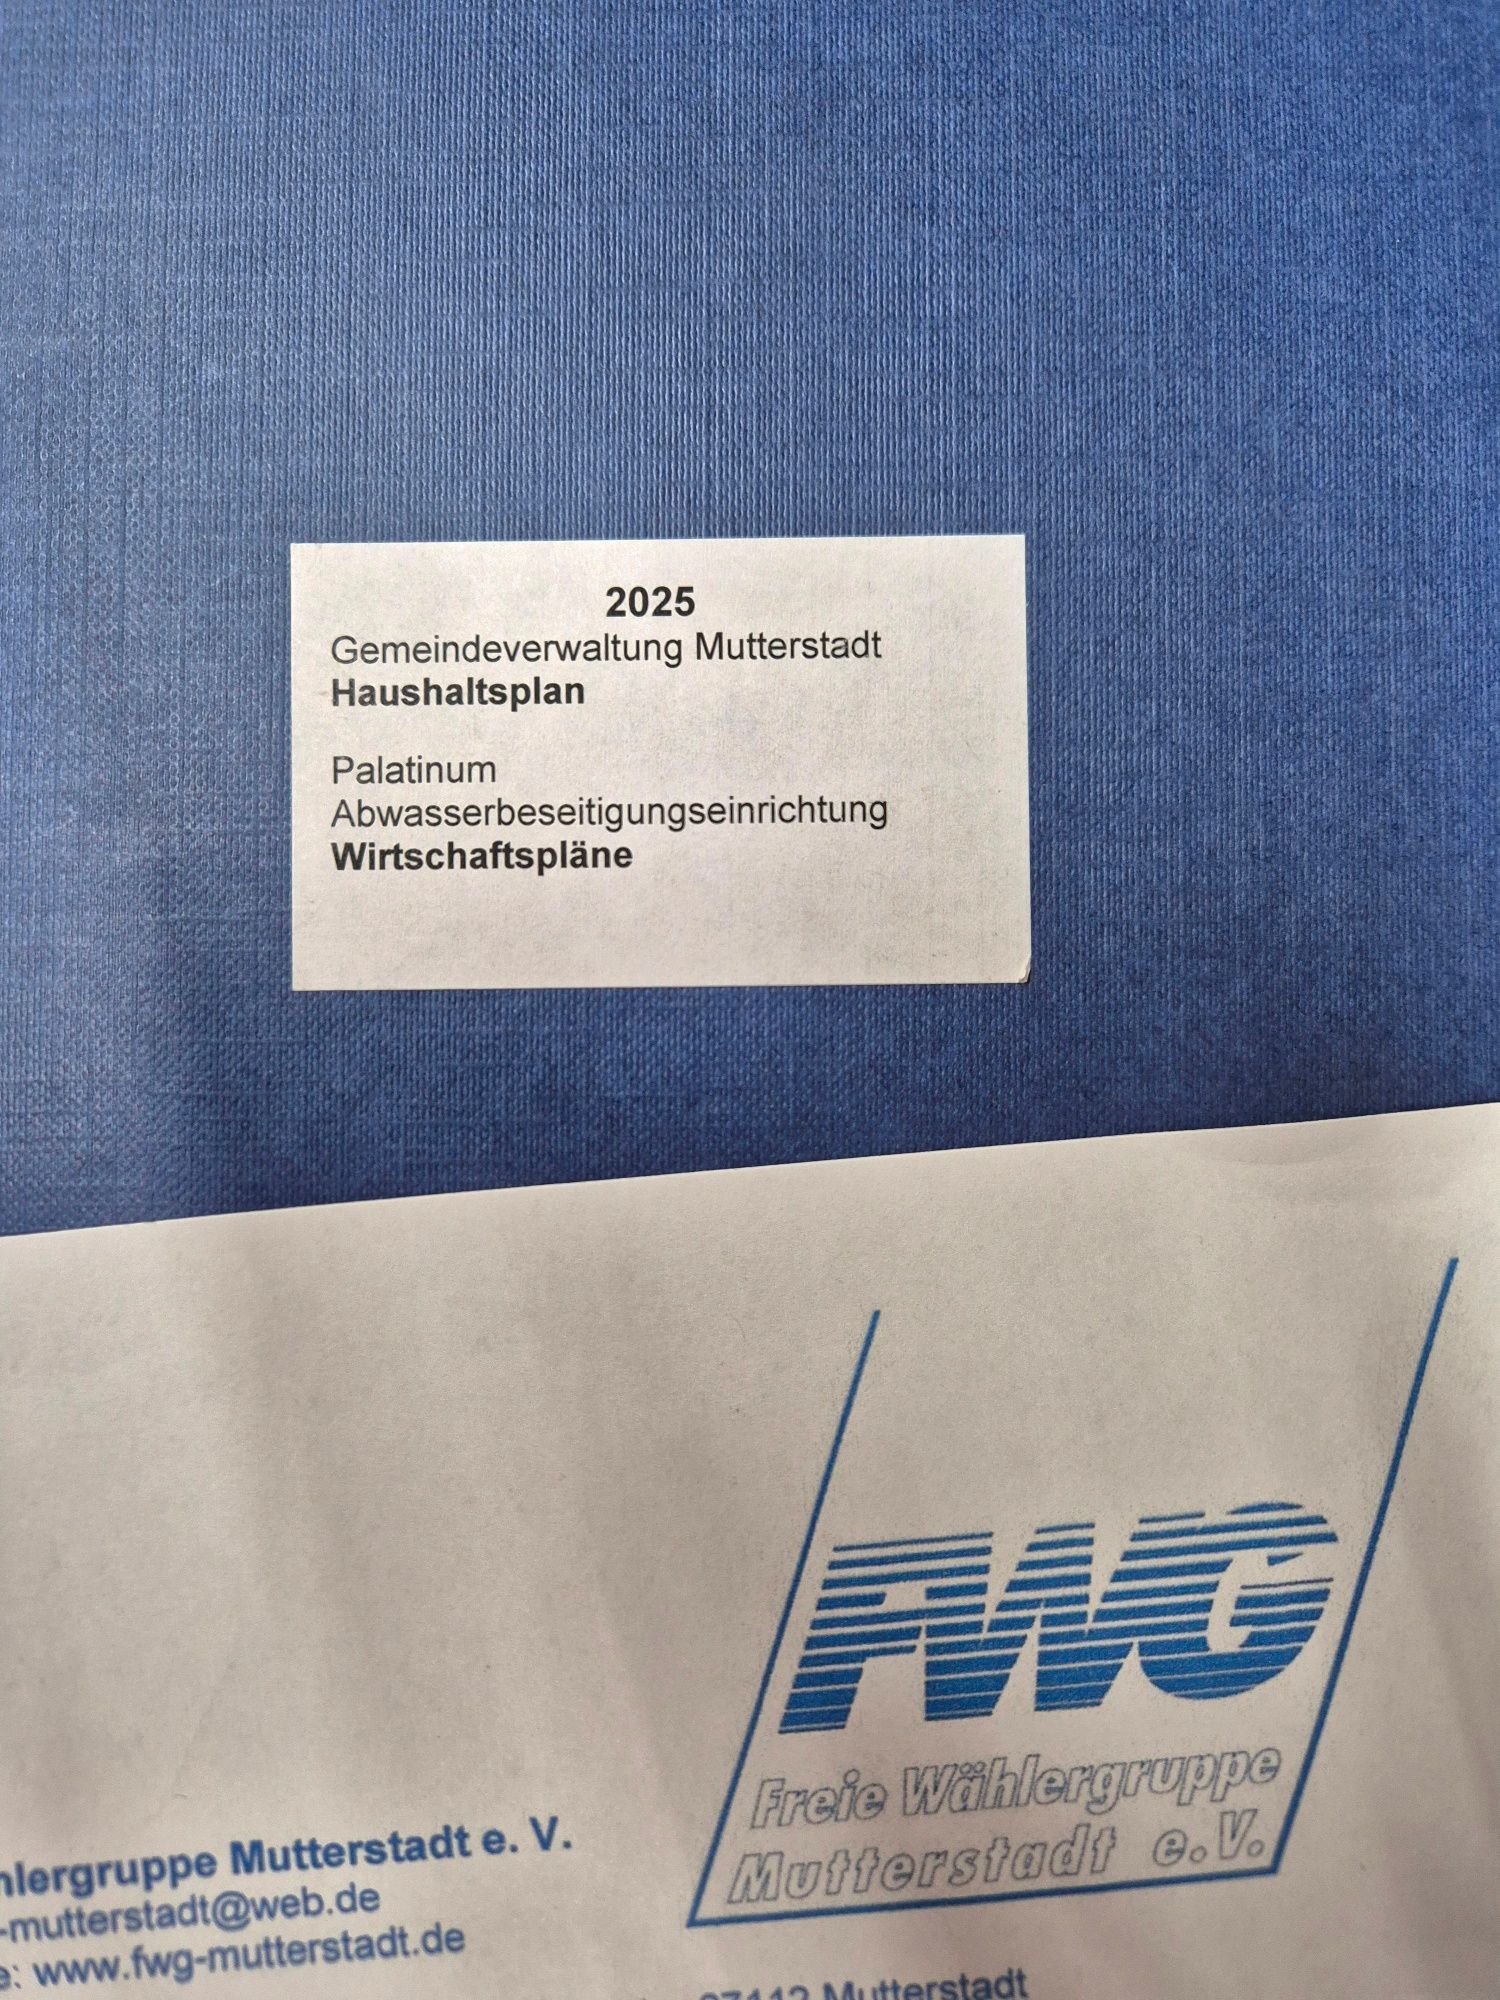 2025
Gemeindeverwaltung Mutterstadt
Haushaltsplan
Palatinum
Abwasserbeseitigungseinrichtung
Wirtschaftspläne
FWG
Freie Wählergruppe
Mutterstadt e.V.
hlergruppe Mutterstadt e. V.
-mutterstadt@web.de
e: www.fwg-mutterstadt.de
Mutterstadt